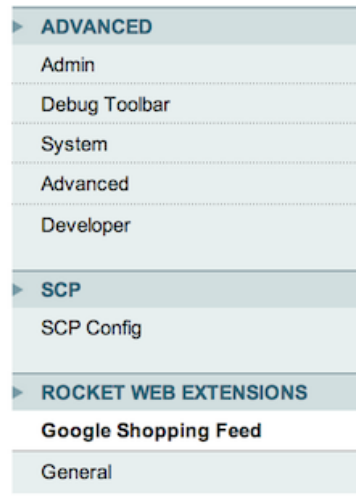 ADVANCED
Admin
Debug Toolbar
System
Advanced
Developer
SCP
SCP Config
ROCKET WEB EXTENSIONS
Google Shopping Feed
General